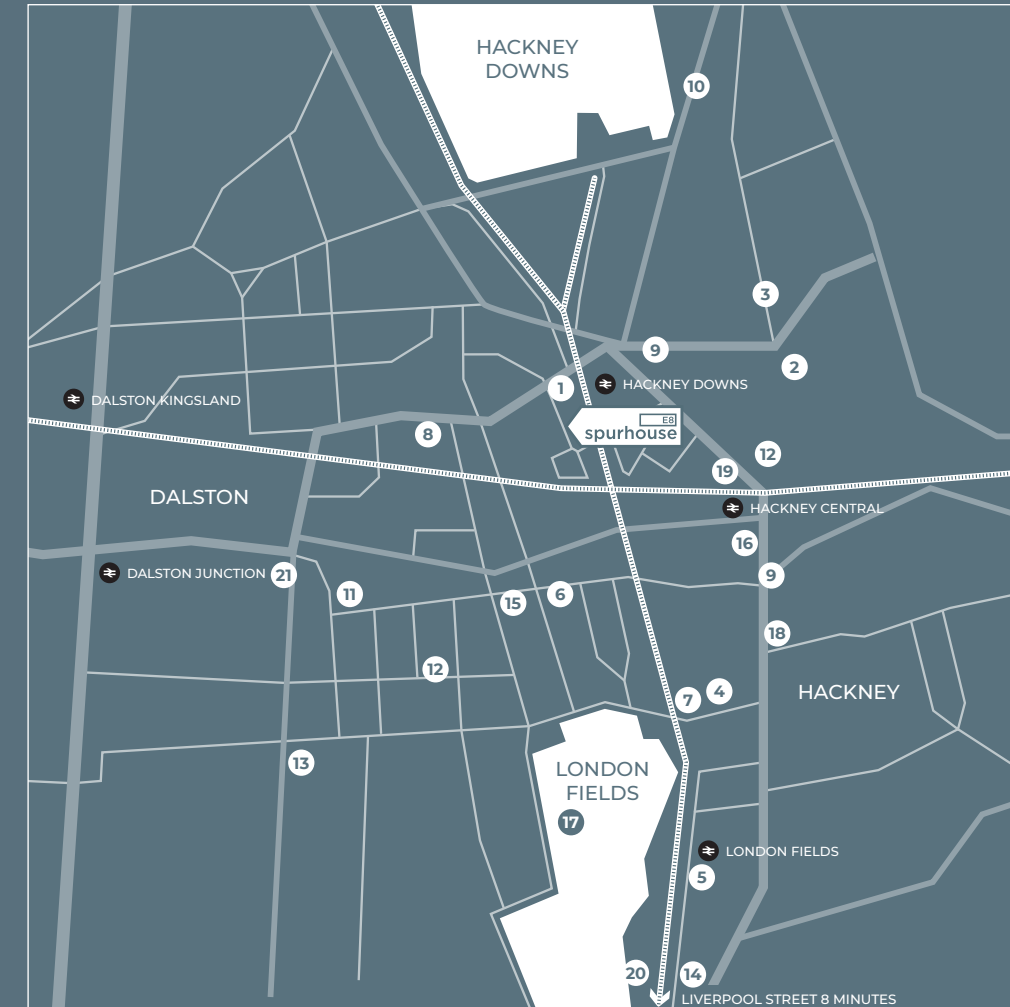 HACKNEY
DOWNS
10
3
9
2
1
HACKNEY DOWNS
DALSTON KINGSLAND
E8
spurhouse
8
12
19
DALSTON
HACKNEY CENTRAL
16
DALSTON JUNCTION
21
9
11
6
15
18
12
7
4
HACKNEY
13
LONDON
FIELDS
17
LONDON FIELDS
5
20
14
LIVERPOOL STREET 8 MINUTES